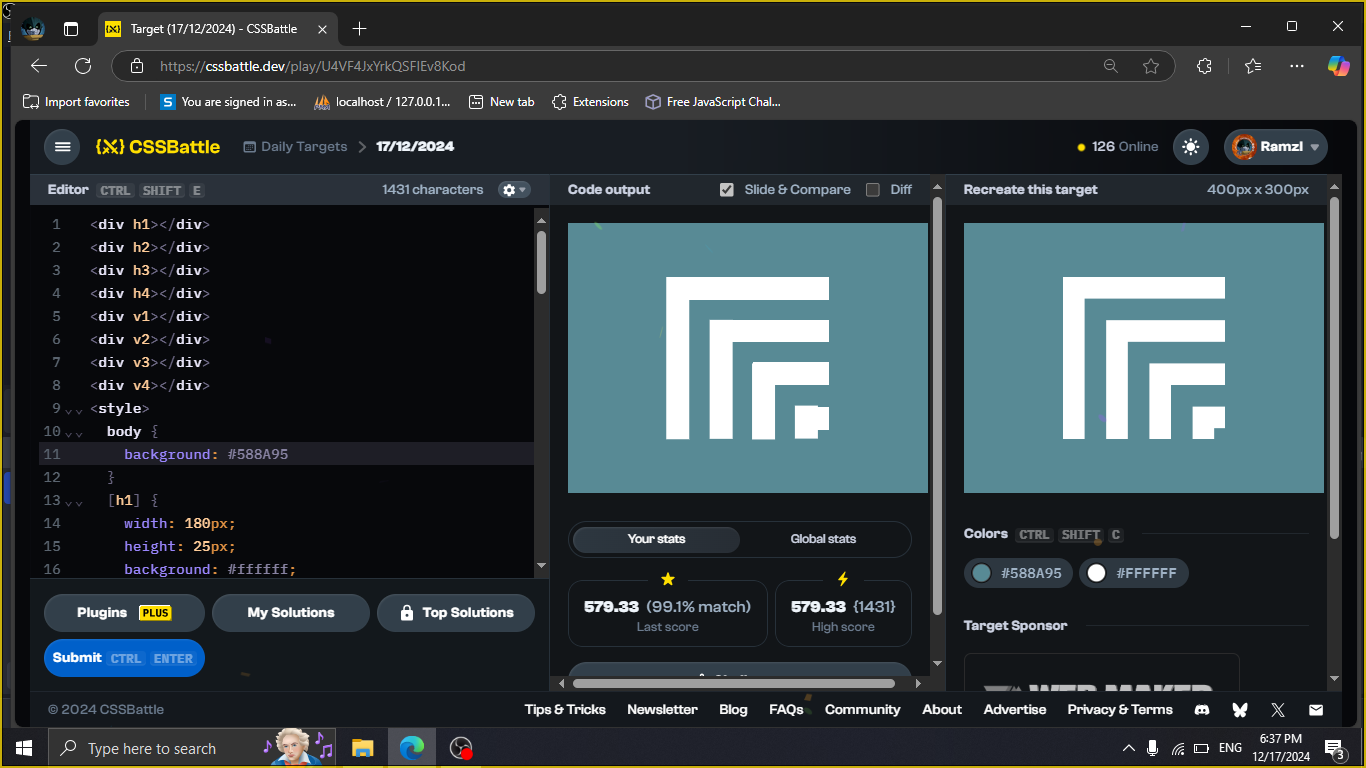 Target (17/12/2024) - CSSBattle
https://cssbattle.dev/play/U4VF4JxYrkQSFIEv8Kod
Import favorites
S You are signed in as...
localhost / 127.0.0.1...
New tab
Extensions
Free JavaScript Chal...
{X} CSSBattle
Daily Targets > 17/12/2024
126 Online
Ramzl
Editor CTRL SHIFT E
1431 characters
Code output
Slide & Compare
Diff
Recreate this target
400px x 300px
1 <div h1></div>
2 <div h2></div>
3 <div h3></div>
4 <div h4></div>
5 <div v1></div>
6 <div v2></div>
7 <div v3></div>
8 <div v4></div>
9 <style>
10 body {
11 background: #588A95
12 }
13 [h1] {
14 width: 180px;
15 height: 25px;
16 background: #ffffff;
Plugins PLUS
My Solutions
Top Solutions
Submit CTRL ENTER
Your stats
Global stats
579.33 (99.1% match)
Last score
579.33 {1431}
High score
Colors CTRL SHIFT C
#588A95
#FFFFFF
Target Sponsor
© 2024 CSSBattle
Tips & Tricks
Newsletter
Blog
FAQs
Community
About
Advertise
Privacy & Terms
Type here to search
ENG
6:37 PM
12/17/2024
3